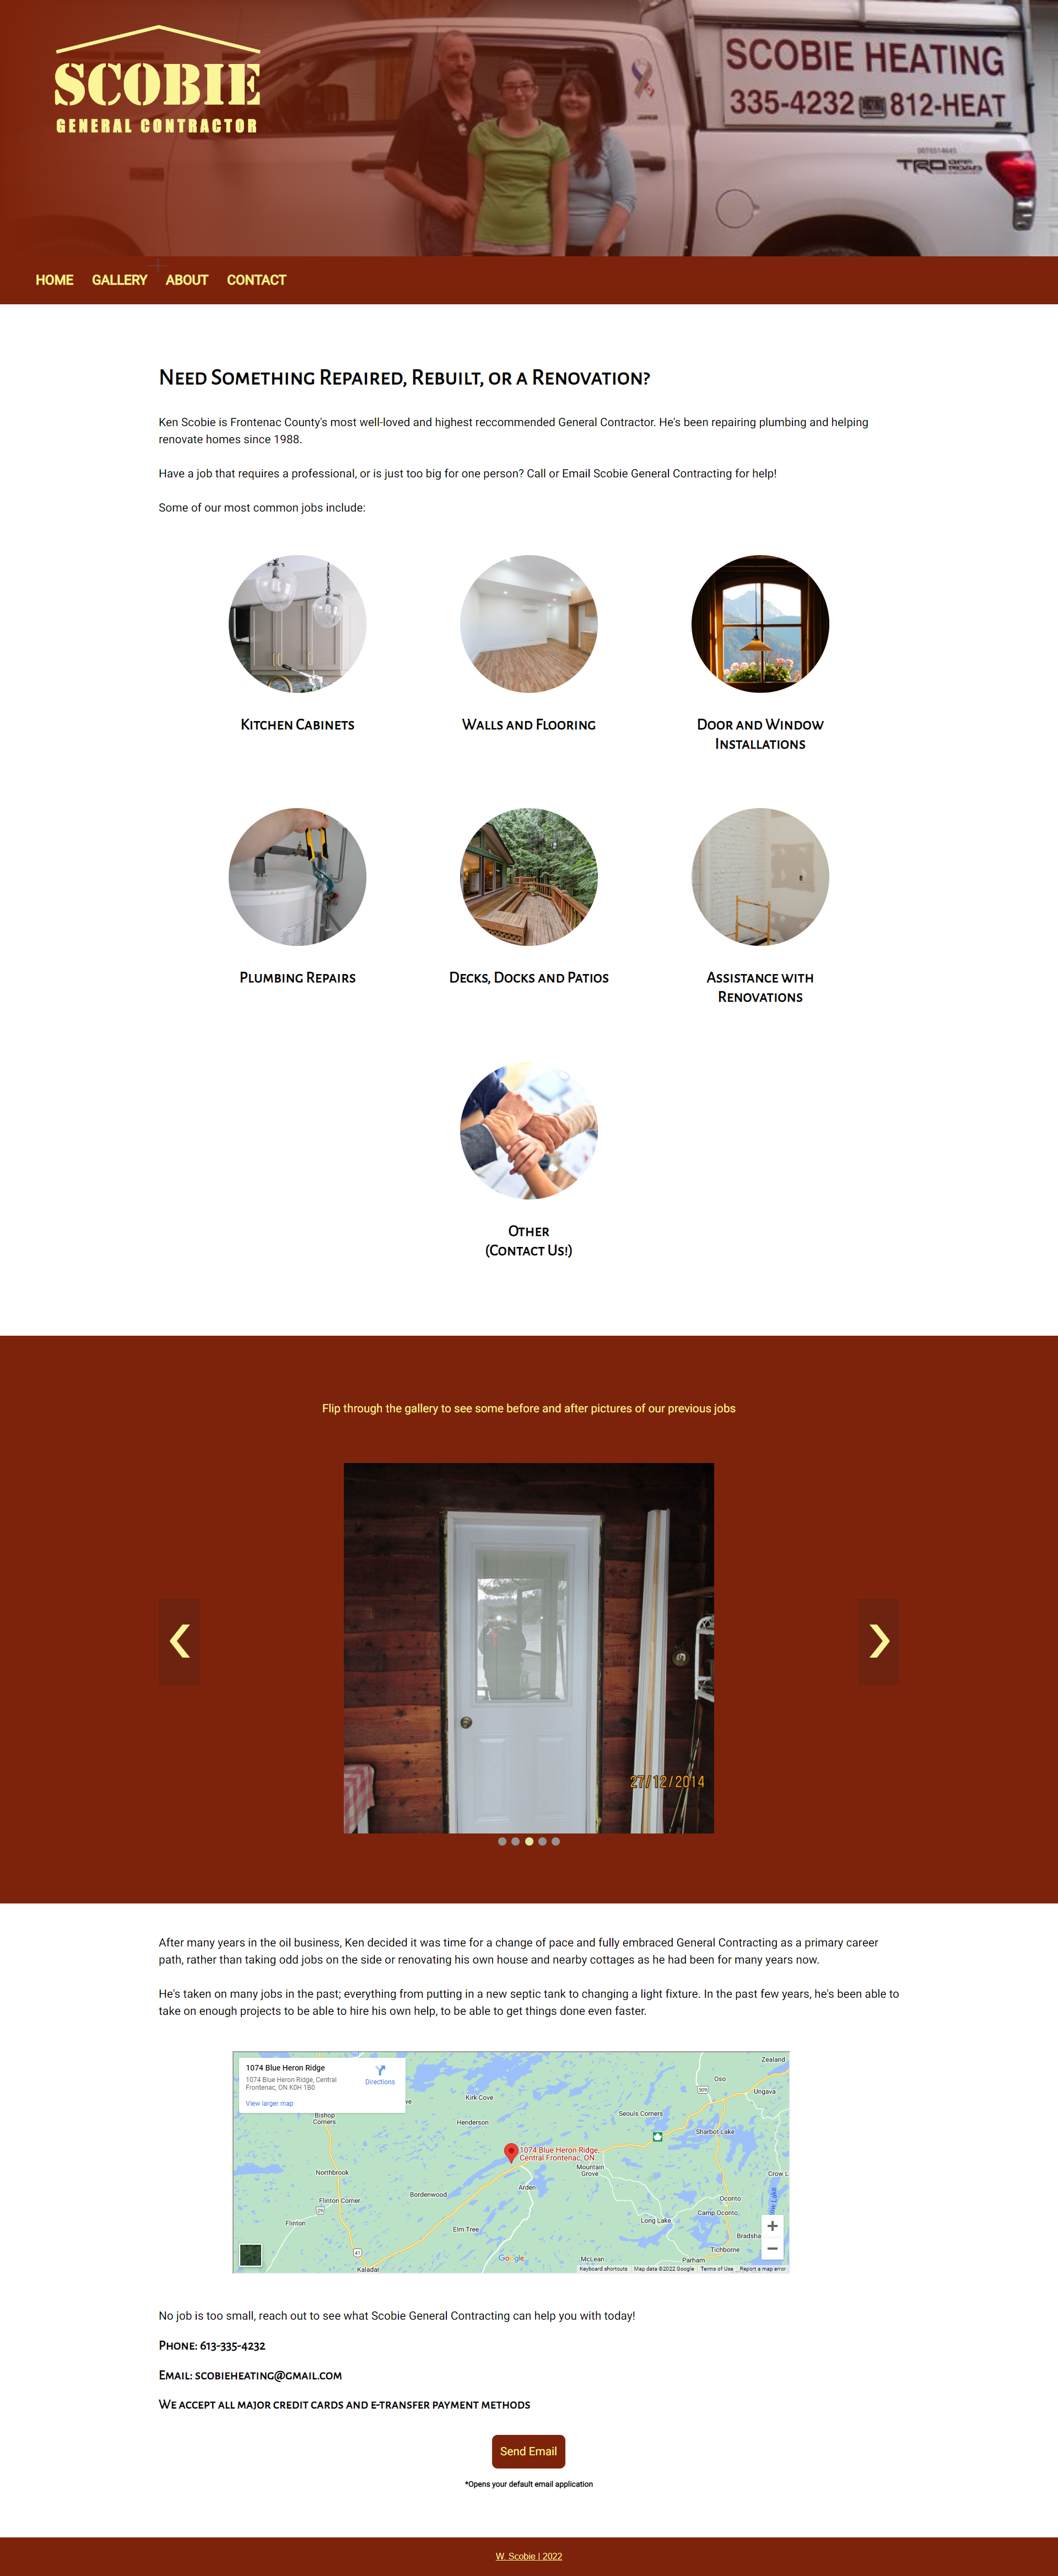 SCOBIE
GENERAL CONTRACTOR
SCOBIE HEATING
335-4232 812-HEAT
TRD OFF
ROAD
HOME GALLERY ABOUT CONTACT
Need Something Repaired, Rebuilt, or a Renovation?
Ken Scobie is Frontenac County's most well-loved and highest reccommended General Contractor. He's been repairing plumbing and helping
renovate homes since 1988.
Have a job that requires a professional, or is just too big for one person? Call or Email Scobie General Contracting for help!
Some of our most common jobs include:
Kitchen Cabinets
Walls and Flooring
Door and Window
Installations
Plumbing Repairs
Decks, Docks and Patios
Assistance with
Renovations
Other
(Contact Us!)
Flip through the gallery to see some before and after pictures of our previous jobs
27/12/2014
After many years in the oil business, Ken decided it was time for a change of pace and fully embraced General Contracting as a primary career
path, rather than taking odd jobs on the side or renovating his own house and nearby cottages as he had been for many years now.
He's taken on many jobs in the past; everything from putting in a new septic tank to changing a light fixture. In the past few years, he's been able to
take on enough projects to be able to hire his own help, to be able to get things done even faster.
1074 Blue Heron Ridge
1074 Blue Heron Ridge, Central
Frontenac, ON K0H 1B0
Directions
View larger map
Zealand
Oso
509
Ungava
Kirk Cove
Bishop
Corners
Henderson
Seouls Corners
Sharbot Lake
1074 Blue Heron Ridge,
Central Frontenac, ON...
Mountain
Grove
Northbrook
Arden
Crow L
Bordenwood
Flinton Corner
Oconto
Camp Oconto
Long Lake
Flinton
Elm Tree
Bradsha
Tichborne
41
Google
McLean
Parham
Kaladar
Keyboard shortcuts Map data ©2022 Google Terms of Use Report a map error
No job is too small, reach out to see what Scobie General Contracting can help you with today!
Phone: 613-335-4232
Email: scobieheating@gmail.com
We accept all major credit cards and e-transfer payment methods
Send Email
*Opens your default email application
W. Scobie | 2022